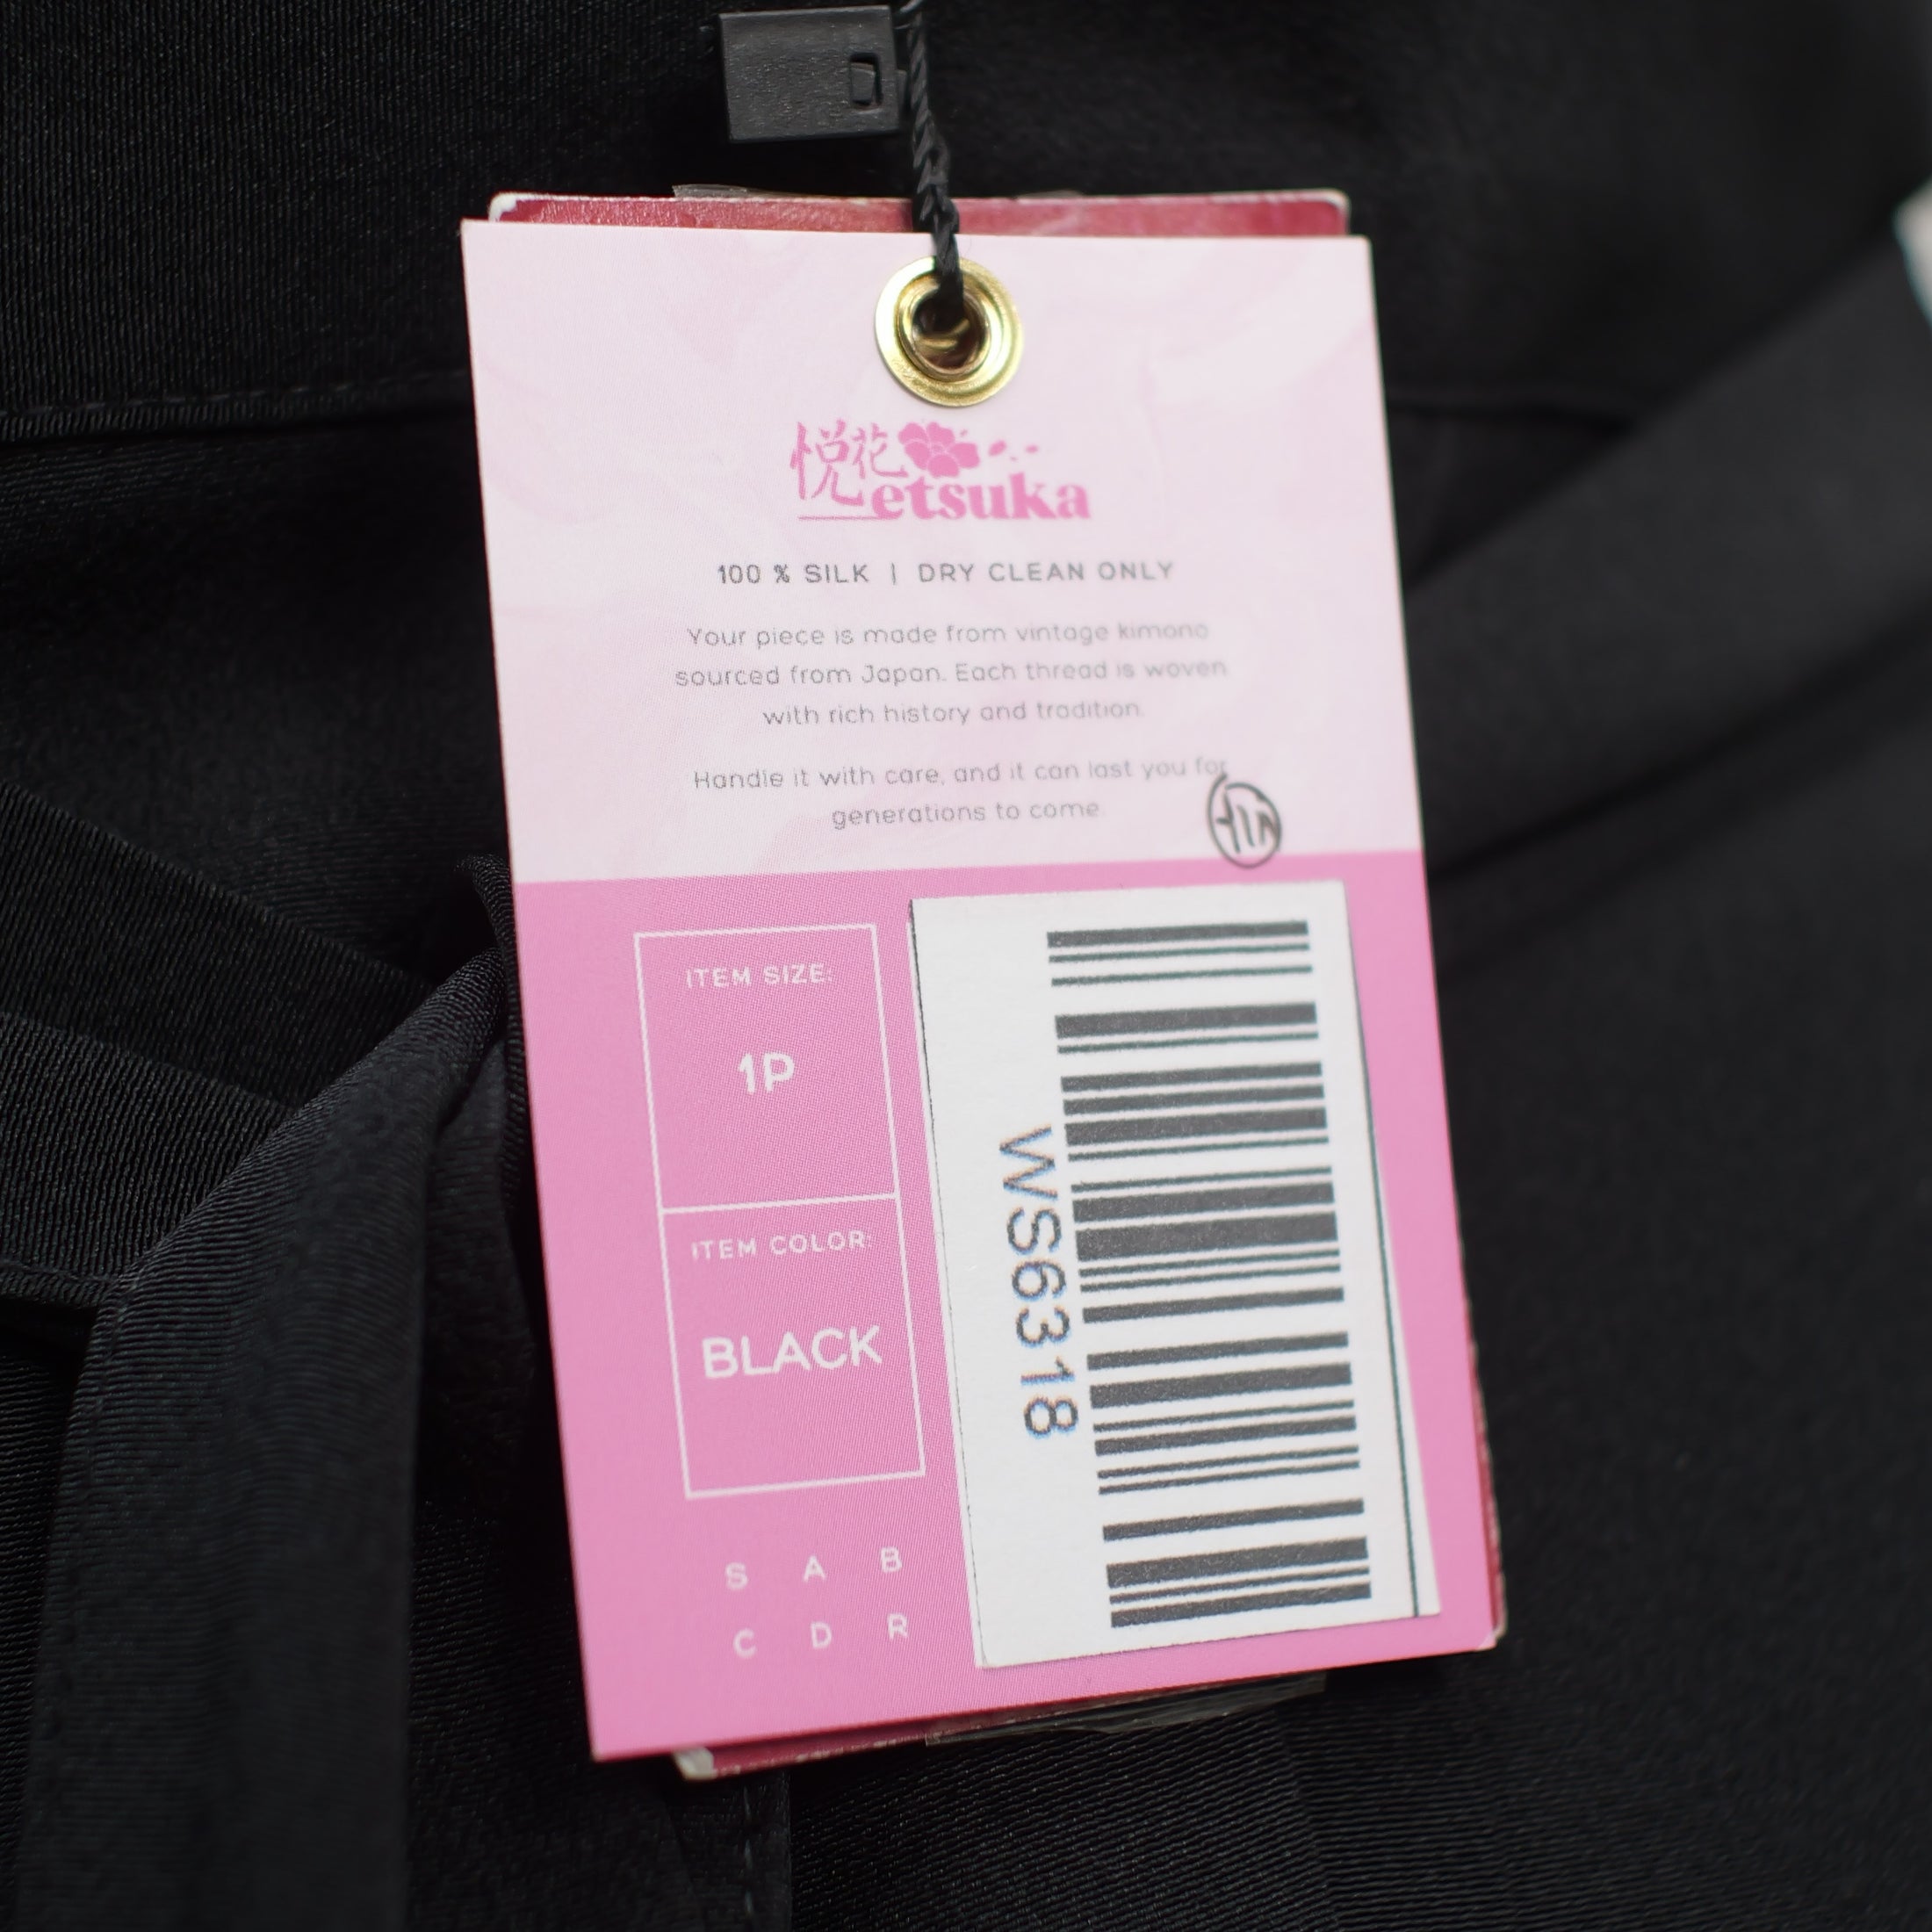 悦花
etsuka
100 % SILK | DRY CLEAN ONLY
Your piece is made from vintage kimono
sourced from Japan. Each thread is woven
with rich history and tradition.
Handle it with care, and it can last you for
generations to come.
ITEM SIZE:
1P
ITEM COLOR:
BLACK
S A B
C D R
WS6318